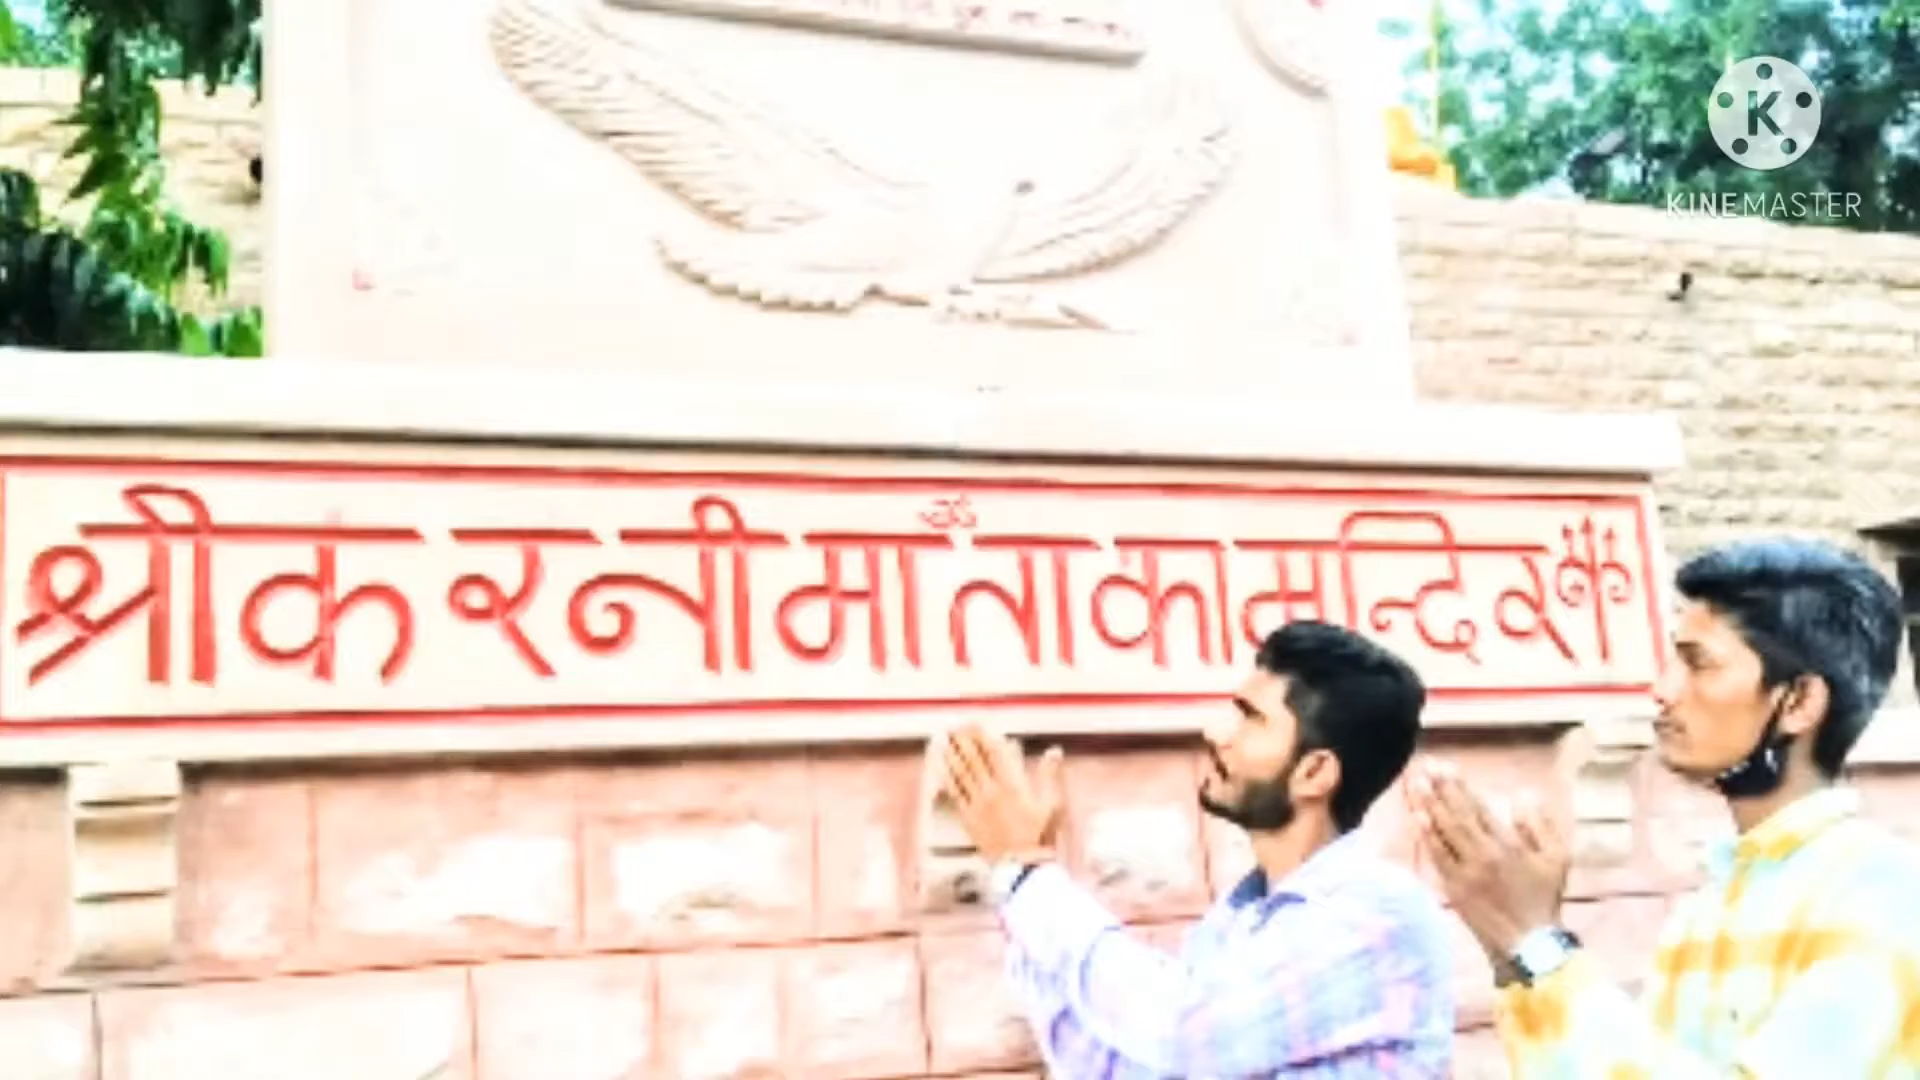 K
KINEMASTER
ॐ
श्री करनी माता का मन्दिर